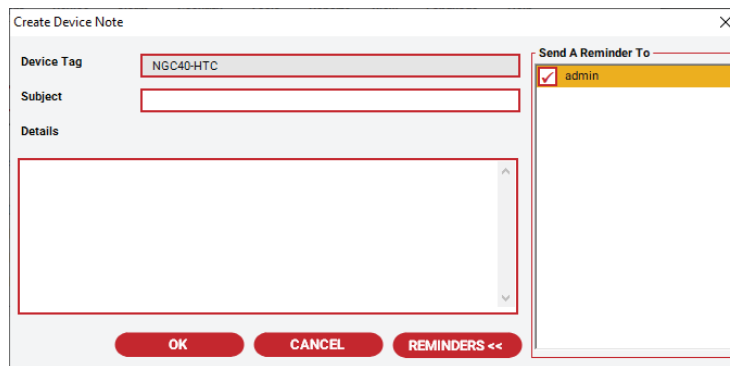 Create Device Note
Device Tag
NGC40-HTC
Subject
Details
OK
CANCEL
REMINDERS <<
Send A Reminder To
admin